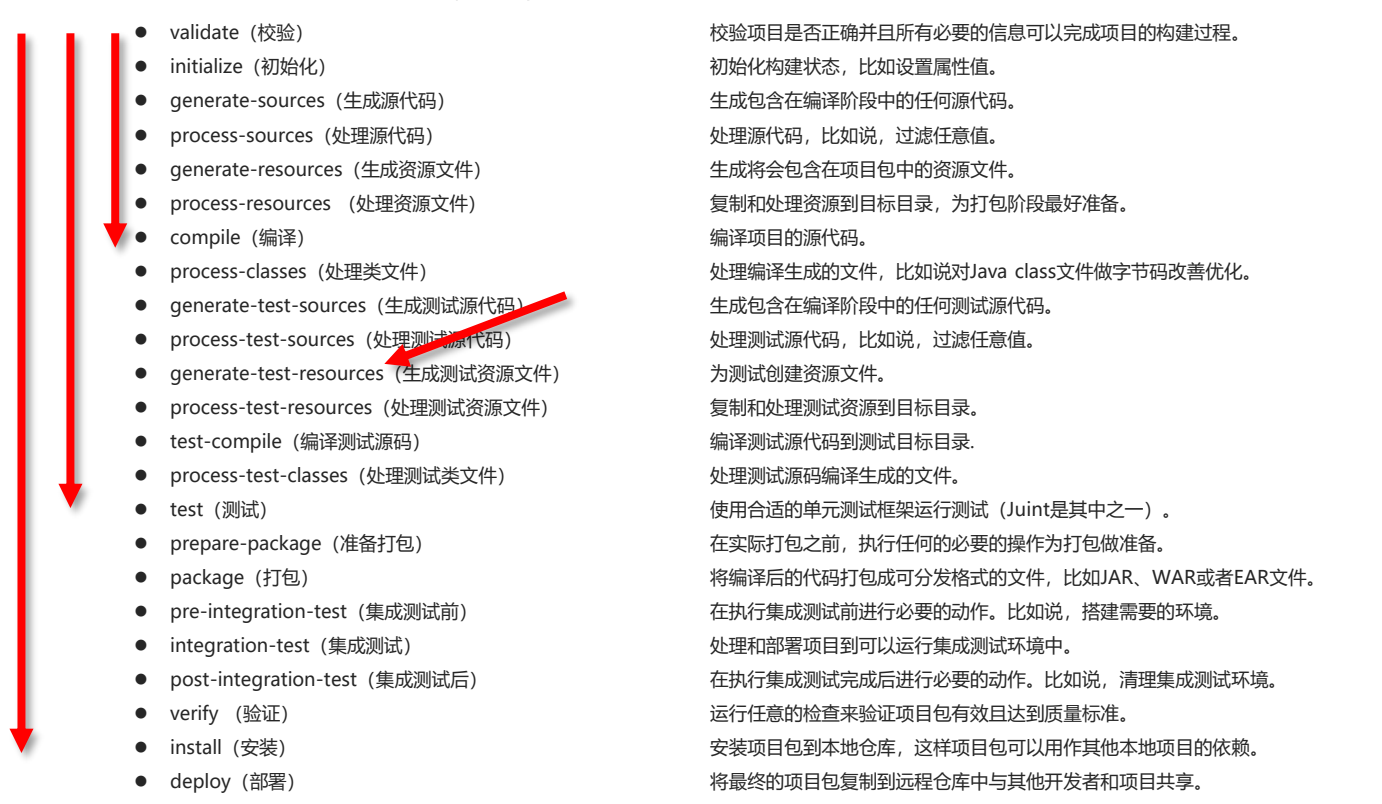 validate（校验） 校验项目是否正确并且所有必要的信息可以完成项目的构建过程。
initialize（初始化） 初始化构建状态，比如设置属性值。
generate-sources（生成源代码） 生成包含在编译阶段中的任何源代码。
process-sources（处理源代码） 处理源代码，比如说，过滤任意值。
generate-resources（生成资源文件） 生成将会包含在项目包中的资源文件。
process-resources （处理资源文件） 复制和处理资源到目标目录，为打包阶段最好准备。
compile（编译） 编译项目的源代码。
process-classes（处理类文件） 处理编译生成的文件，比如说对Java class文件做字节码改善优化。
generate-test-sources（生成测试源代码） 生成包含在编译阶段中的任何测试源代码。
process-test-sources（处理测试源代码） 处理测试源代码，比如说，过滤任意值。
generate-test-resources（生成测试资源文件） 为测试创建资源文件。
process-test-resources（处理测试资源文件） 复制和处理测试资源到目标目录。
test-compile（编译测试源码） 编译测试源代码到测试目标目录.
process-test-classes（处理测试类文件） 处理测试源码编译生成的文件。
test（测试） 使用合适的单元测试框架运行测试（Juint是其中之一）。
prepare-package（准备打包） 在实际打包之前，执行任何的必要的操作为打包做准备。
package（打包） 将编译后的代码打包成可分发格式的文件，比如JAR、WAR或者EAR文件。
pre-integration-test（集成测试前） 在执行集成测试前进行必要的动作。比如说，搭建需要的环境。
integration-test（集成测试） 处理和部署项目到可以运行集成测试环境中。
post-integration-test（集成测试后） 在执行集成测试完成后进行必要的动作。比如说，清理集成测试环境。
verify （验证） 运行任意的检查来验证项目包有效且达到质量标准。
install（安装） 安装项目包到本地仓库，这样项目包可以用作其他本地项目的依赖。
deploy（部署） 将最终的项目包复制到远程仓库中与其他开发者和项目共享。